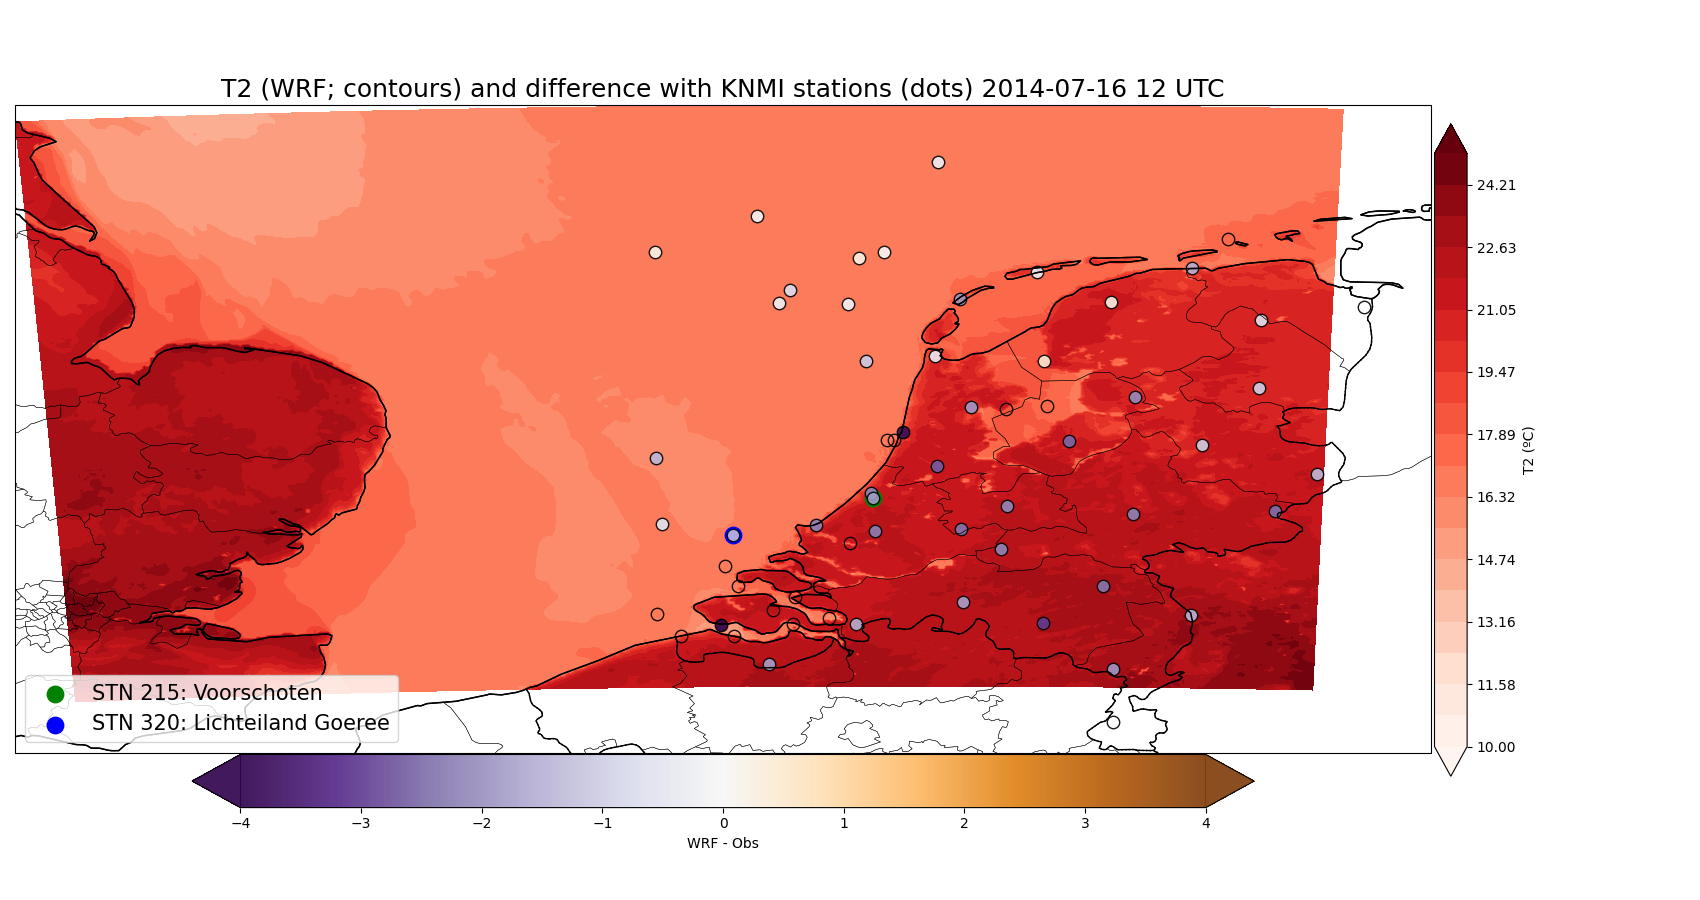 T2 (WRF; contours) and difference with KNMI stations (dots) 2014-07-16 12 UTC
24.21
22.63
21.05
19.47
17.89
16.32
14.74
13.16
11.58
10.00
T2 (ºC)
STN 215: Voorschoten
STN 320: Lichteiland Goeree
−4 −3 −2 −1 0 1 2 3 4
WRF - Obs